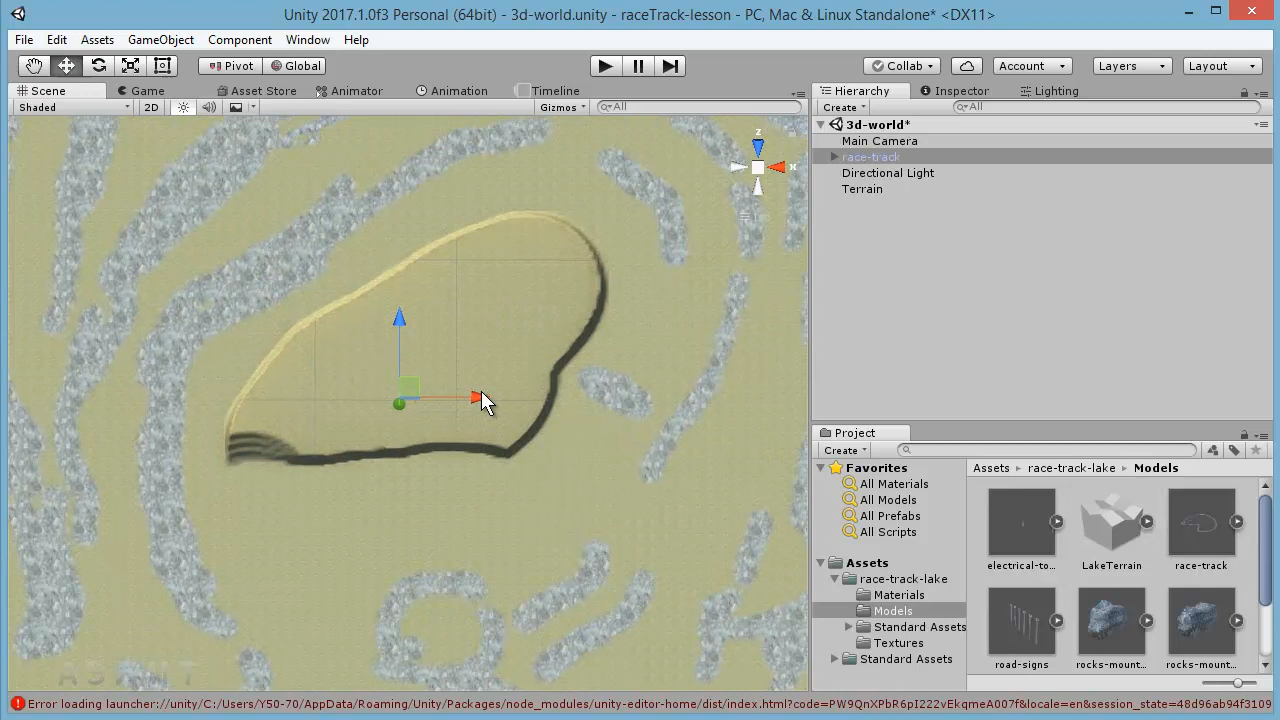 Unity 2017.1.0f3 Personal (64bit) - 3d-world.unity - raceTrack-lesson - PC, Mac & Linux Standalone* <DX11>
File Edit Assets GameObject Component Window Help
Pivot Global Collab Account Layers Layout
Scene Game Asset Store Animator Animation Timeline
Shaded 2D Gizmos All
Hierarchy Inspector Lighting
Create All
3d-world*
Main Camera
race-track
Directional Light
Terrain
z
x
Project
Create
Favorites
All Materials
All Models
All Prefabs
All Scripts
Assets
race-track-lake
Materials
Models
Standard Assets
Textures
Standard Assets
Assets race-track-lake Models
electrical-to... LakeTerrain race-track
road-signs rocks-mount... rocks-mount...
Error loading launcher://unity/C:/Users/Y50-70/AppData/Roaming/Unity/Packages/node_modules/unity-editor-home/dist/index.html?code=PW9QnXPbR6pI222vEkqmeA007f&locale=en&session_state=48d96ab94f3109